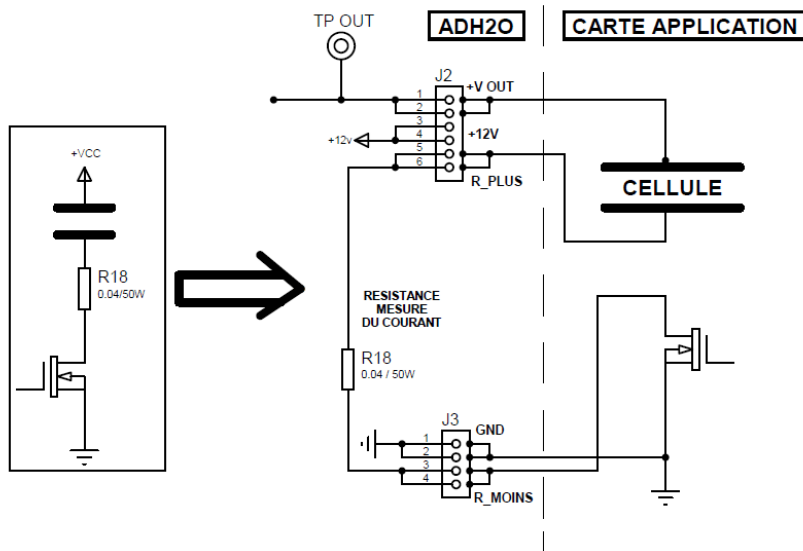 TP OUT
ADH2O
CARTE APPLICATION
J2
+V OUT
1
2
3
4
5
6
+12v
+12V
R_PLUS
CELLULE
+VCC
R18
0.04/50W
RESISTANCE
MESURE
DU COURANT
R18
0.04 / 50W
J3
GND
1
2
3
4
R_MOINS